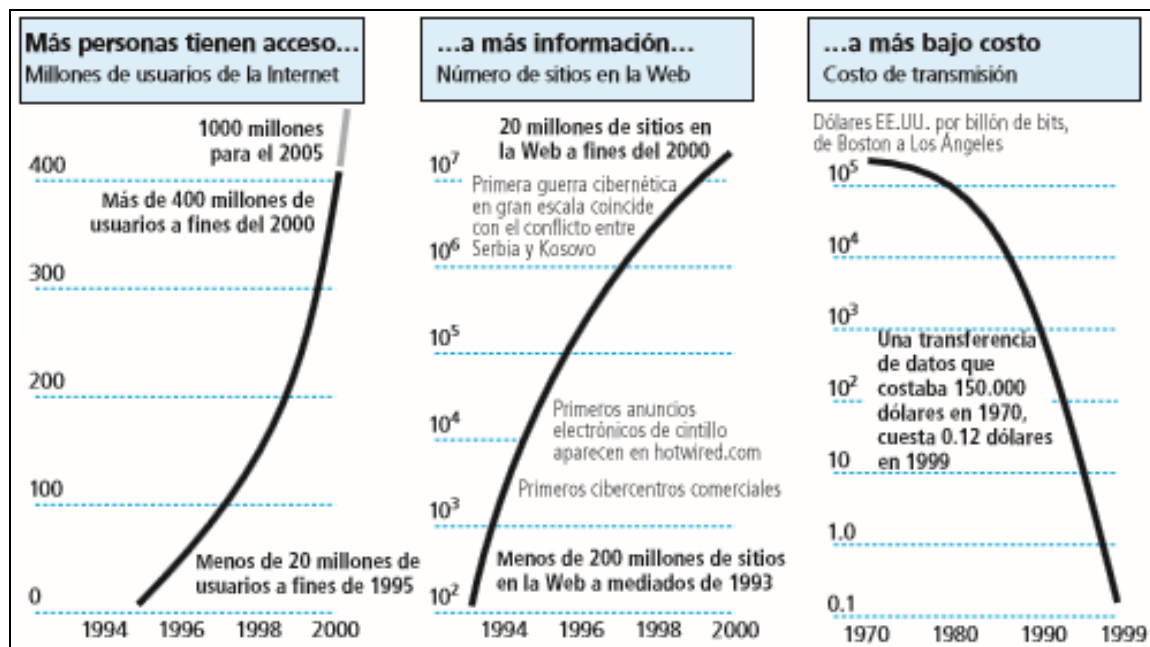 Más personas tienen acceso...
Millones de usuarios de la Internet
1000 millones
para el 2005
400
Más de 400 millones de
usuarios a fines del 2000
300
200
100
Menos de 20 millones de
usuarios a fines de 1995
0
1994 1996 1998 2000
...a más información...
Número de sitios en la Web
20 millones de sitios en
la Web a fines del 2000
10⁷
Primera guerra cibernética
en gran escala coincide
con el conflicto entre
Serbia y Kosovo
10⁶
10⁵
Primeros anuncios
electrónicos de cintillo
aparecen en hotwired.com
10⁴
Primeros cibercentros comerciales
10³
Menos de 200 millones de sitios
en la Web a mediados de 1993
10²
1994 1996 1998 2000
...a más bajo costo
Costo de transmisión
Dólares EE.UU. por billón de bits,
de Boston a Los Angeles
10⁵
10⁴
10³
Una transferencia
de datos que
costaba 150.000
dólares en 1970,
cuesta 0.12 dólares
en 1999
10²
10
1.0
0.1
1970 1980 1990 1999